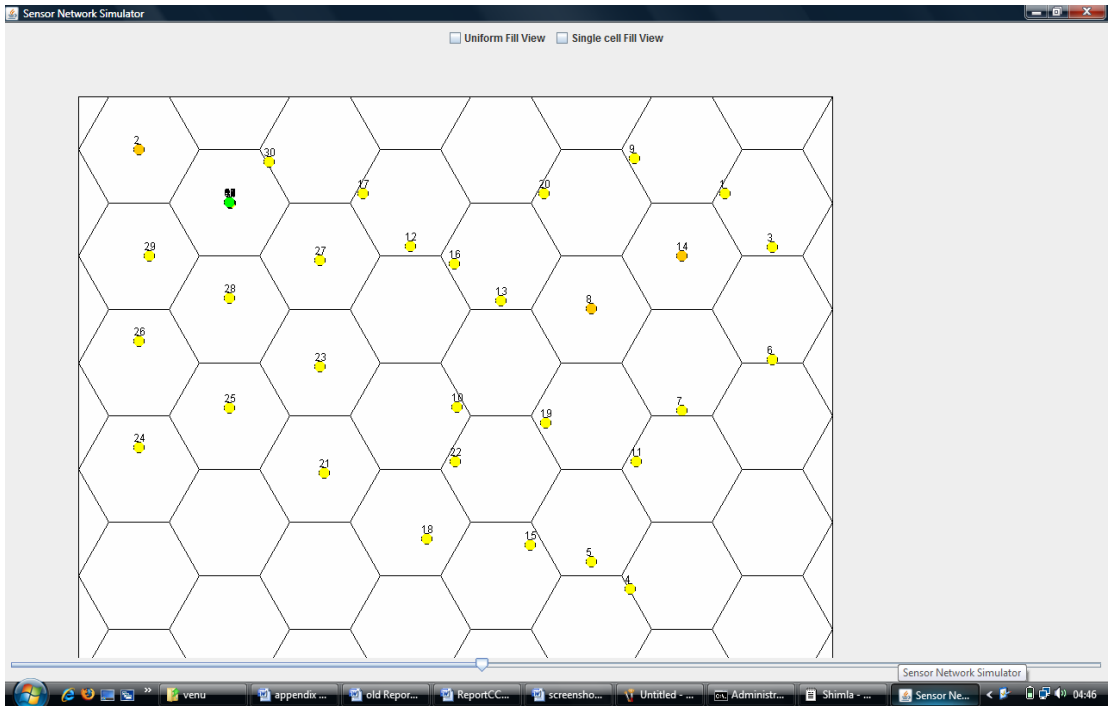 Sensor Network Simulator
Uniform Fill View Single cell Fill View
2
30
9
17
20
1
29
27
12
16
14
3
28
13
8
26
23
6
25
10
19
7
24
21
22
11
18
15
5
4
Sensor Network Simulator
venu
appendix ...
old Repor...
ReportCC...
screensho...
Untitled - ...
Administr...
Shimla - ...
Sensor Ne...
04:46